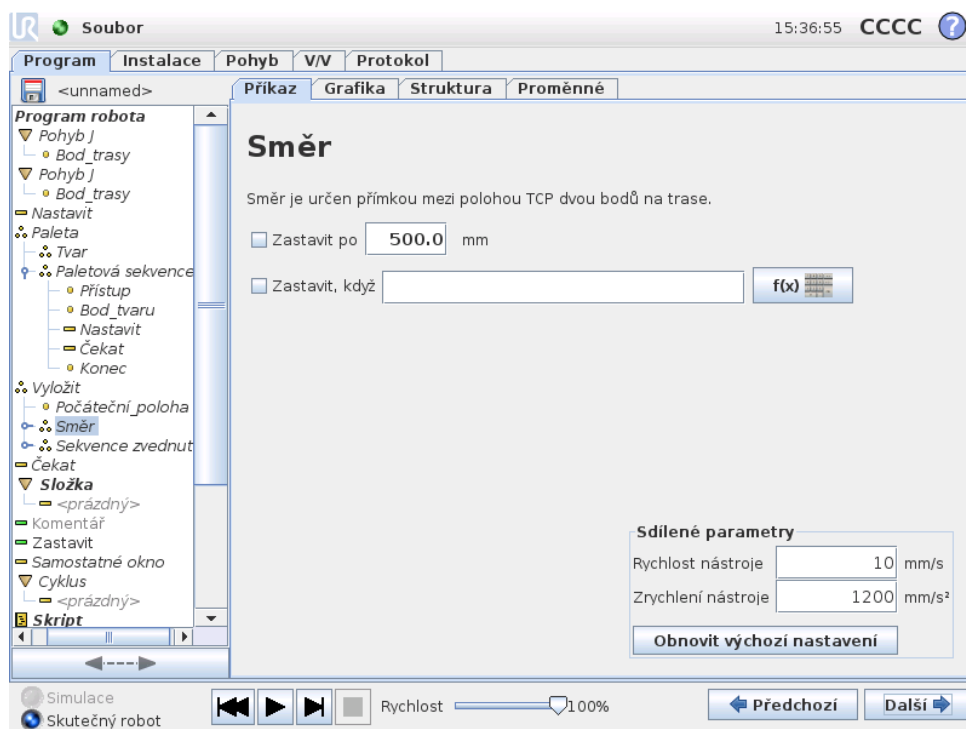 UR Soubor 15:36:55 CCCC ?
Program Instalace Pohyb V/V Protokol
<unnamed>
Příkaz Grafika Struktura Proměnné
Program robota
Pohyb J
Bod_trasy
Pohyb J
Bod_trasy
Nastavit
Paleta
Tvar
Paletová sekvence
Přístup
Bod_tvaru
Nastavit
Čekat
Konec
Vyložit
Počáteční_poloha
Směr
Sekvence zvednut
Čekat
Složka
<prázdný>
Komentář
Zastavit
Samostatné okno
Cyklus
<prázdný>
Skript
Směr
Směr je určen přímkou mezi polohou TCP dvou bodů na trase.
Zastavit po 500.0 mm
Zastavit, když f(x)
Sdílené parametry
Rychlost nástroje 10 mm/s
Zrychlení nástroje 1200 mm/s²
Obnovit výchozí nastavení
Simulace
Skutečný robot
Rychlost 100%
Předchozí Další